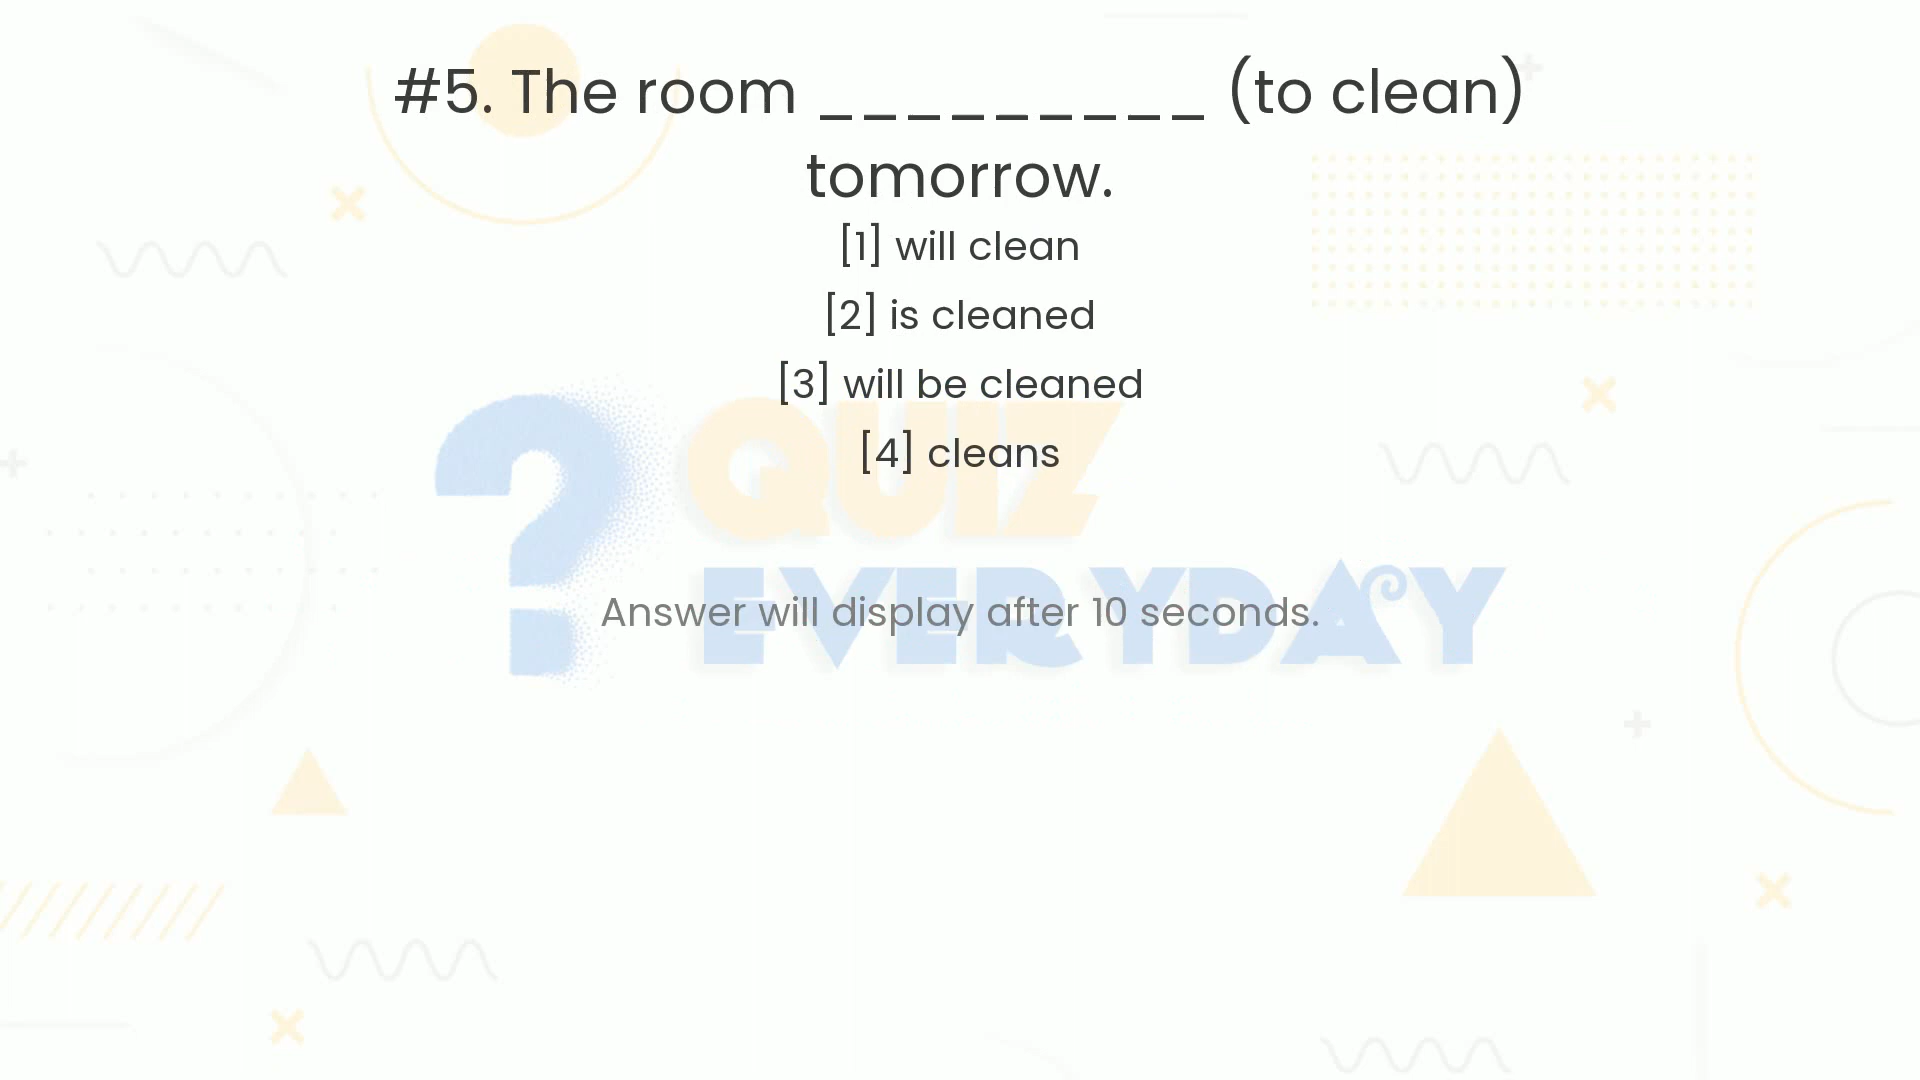 #5. The room _________ (to clean)
tomorrow.
[1] will clean
[2] is cleaned
[3] will be cleaned
[4] cleans
QUIZ
EVERYDAY
Answer will display after 10 seconds.